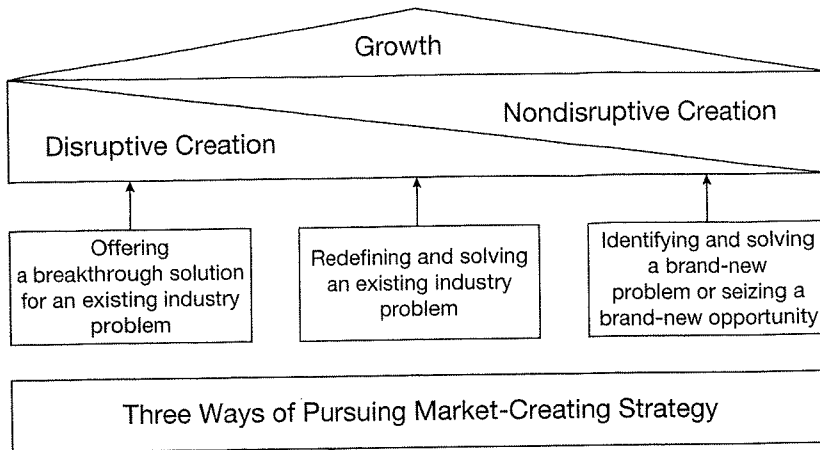 Growth
Nondisruptive Creation
Disruptive Creation
Offering
a breakthrough solution
for an existing industry
problem
Redefining and solving
an existing industry
problem
Identifying and solving
a brand-new
problem or seizing a
brand-new opportunity
Three Ways of Pursuing Market-Creating Strategy